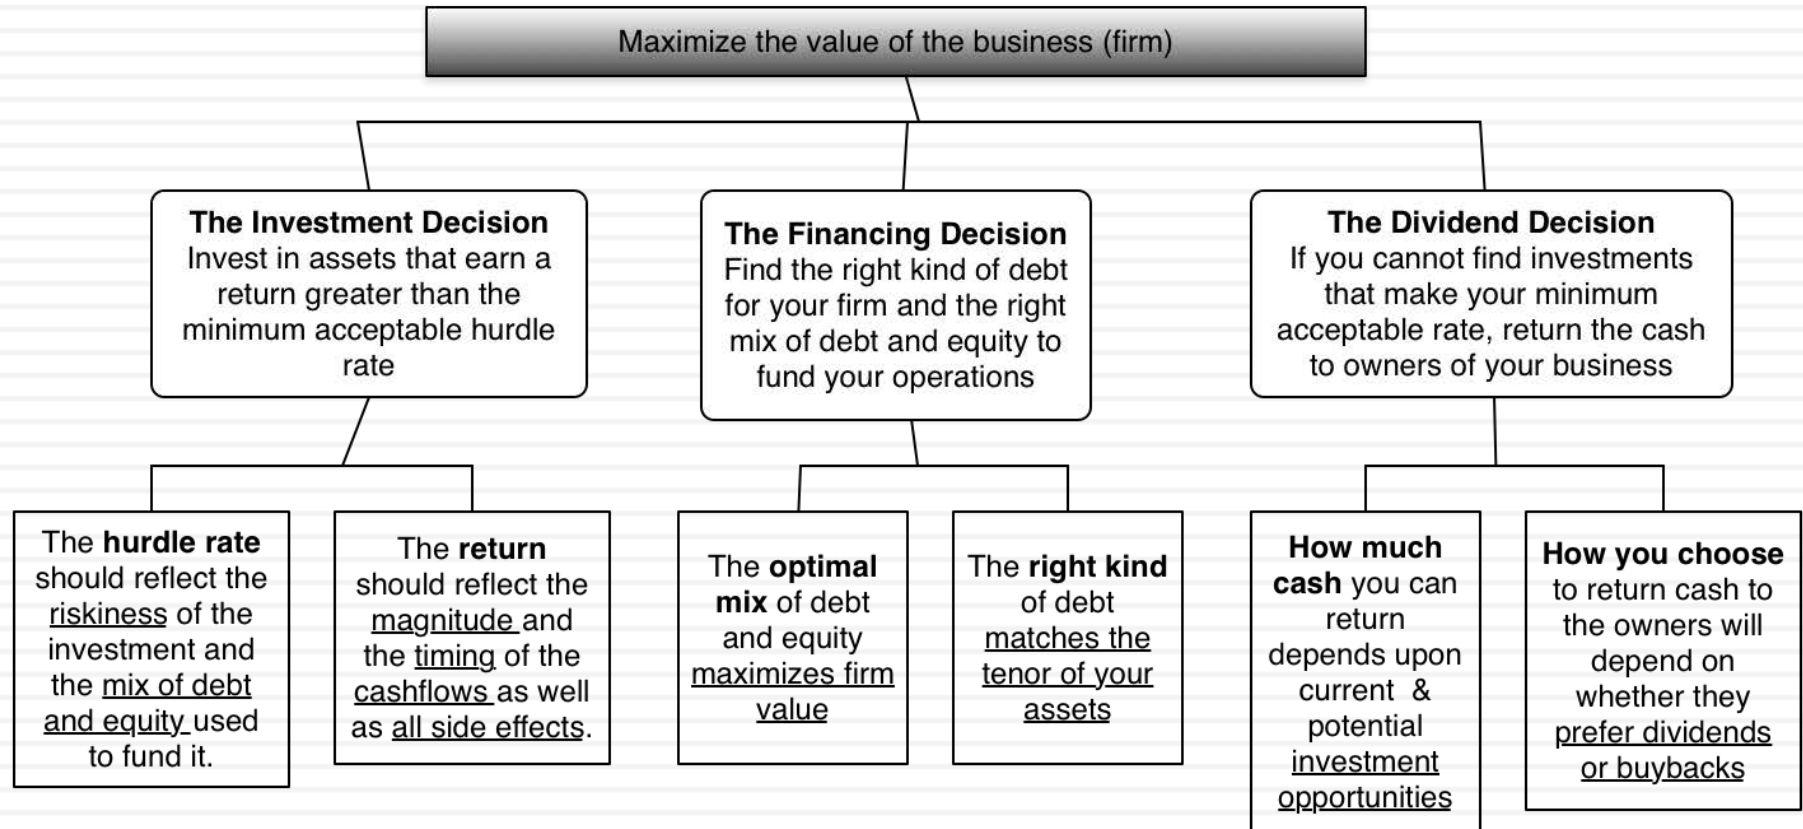 Maximize the value of the business (firm)
The Investment Decision
Invest in assets that earn a
return greater than the
minimum acceptable hurdle
rate
The Financing Decision
Find the right kind of debt
for your firm and the right
mix of debt and equity to
fund your operations
The Dividend Decision
If you cannot find investments
that make your minimum
acceptable rate, return the cash
to owners of your business
The hurdle rate
should reflect the
riskiness of the
investment and
the mix of debt
and equity used
to fund it.
The return
should reflect the
magnitude and
the timing of the
cashflows as well
as all side effects.
The optimal
mix of debt
and equity
maximizes firm
value
The right kind
of debt
matches the
tenor of your
assets
How much
cash you can
return
depends upon
current &
potential
investment
opportunities
How you choose
to return cash to
the owners will
depend on
whether they
prefer dividends
or buybacks